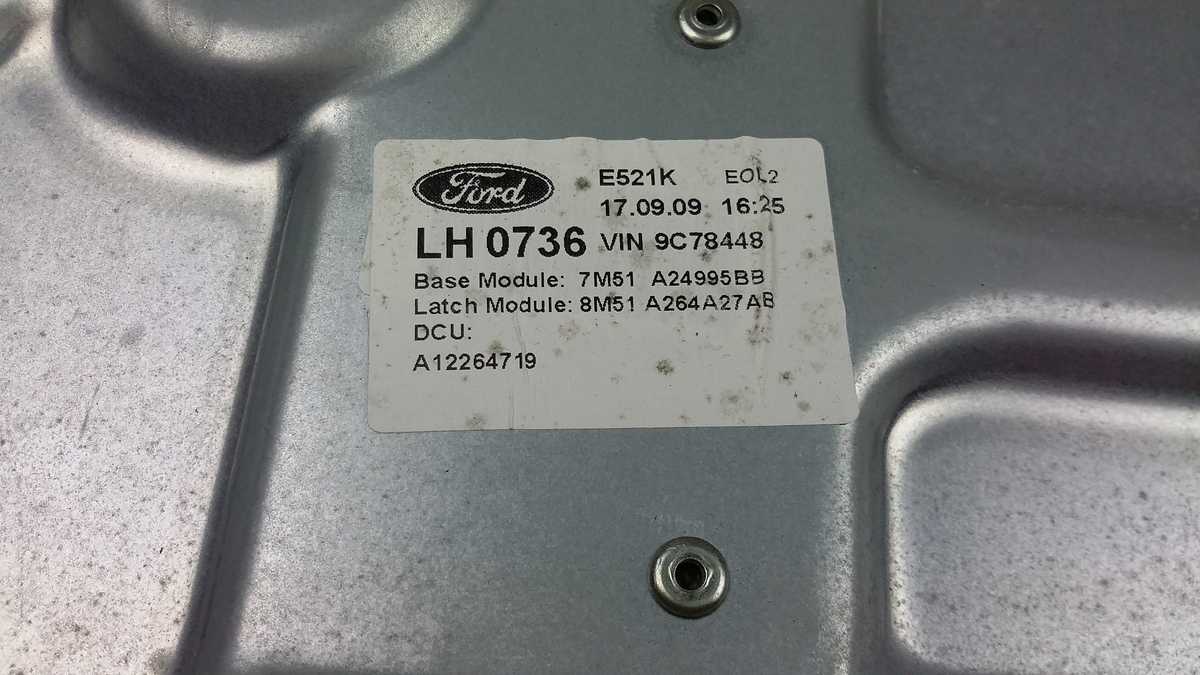 Ford
E521K EOL2
17.09.09 16:25
LH 0736 VIN 9C78448
Base Module: 7M51 A24995BB
Latch Module: 8M51 A264A27AB
DCU:
A12264719